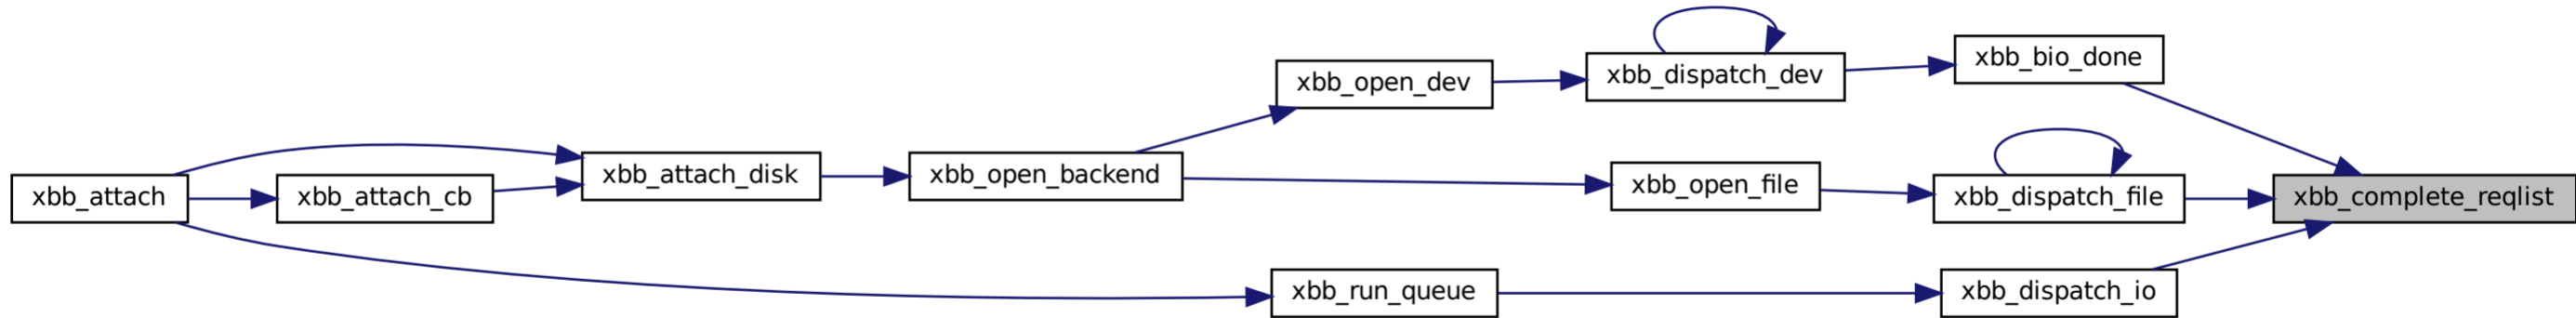 xbb_attach
xbb_attach_cb
xbb_attach_disk
xbb_open_backend
xbb_open_dev
xbb_dispatch_dev
xbb_bio_done
xbb_open_file
xbb_dispatch_file
xbb_complete_reqlist
xbb_run_queue
xbb_dispatch_io